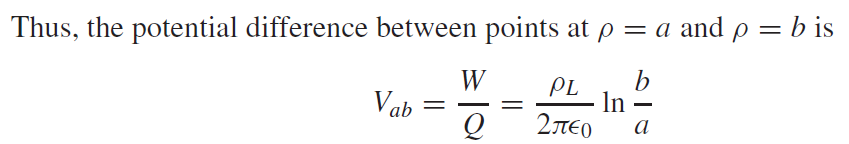 Thus, the potential difference between points at ρ = a and ρ = b is
V_ab = W/Q = ρ_L/(2πϵ₀) ln b/a